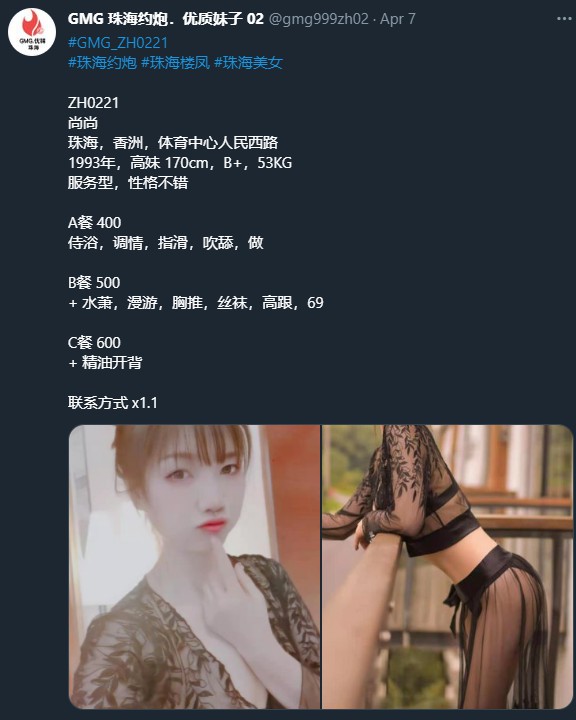 GMG 珠海约炮．优质妹子 02 @gmg999zh02 · Apr 7
GMG.优妹
珠海
#GMG_ZH0221
#珠海约炮 #珠海楼凤 #珠海美女
ZH0221
尚尚
珠海，香洲，体育中心人民西路
1993年，高妹 170cm，B+，53KG
服务型，性格不错
A餐 400
侍浴，调情，指滑，吹舔，做
B餐 500
+ 水萧，漫游，胸推，丝袜，高跟，69
C餐 600
+ 精油开背
联系方式 x1.1